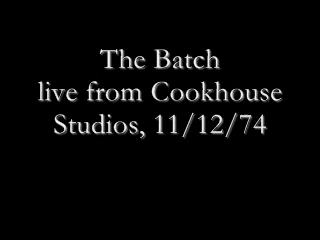 The Batch
live from Cookhouse
Studios, 11/12/74